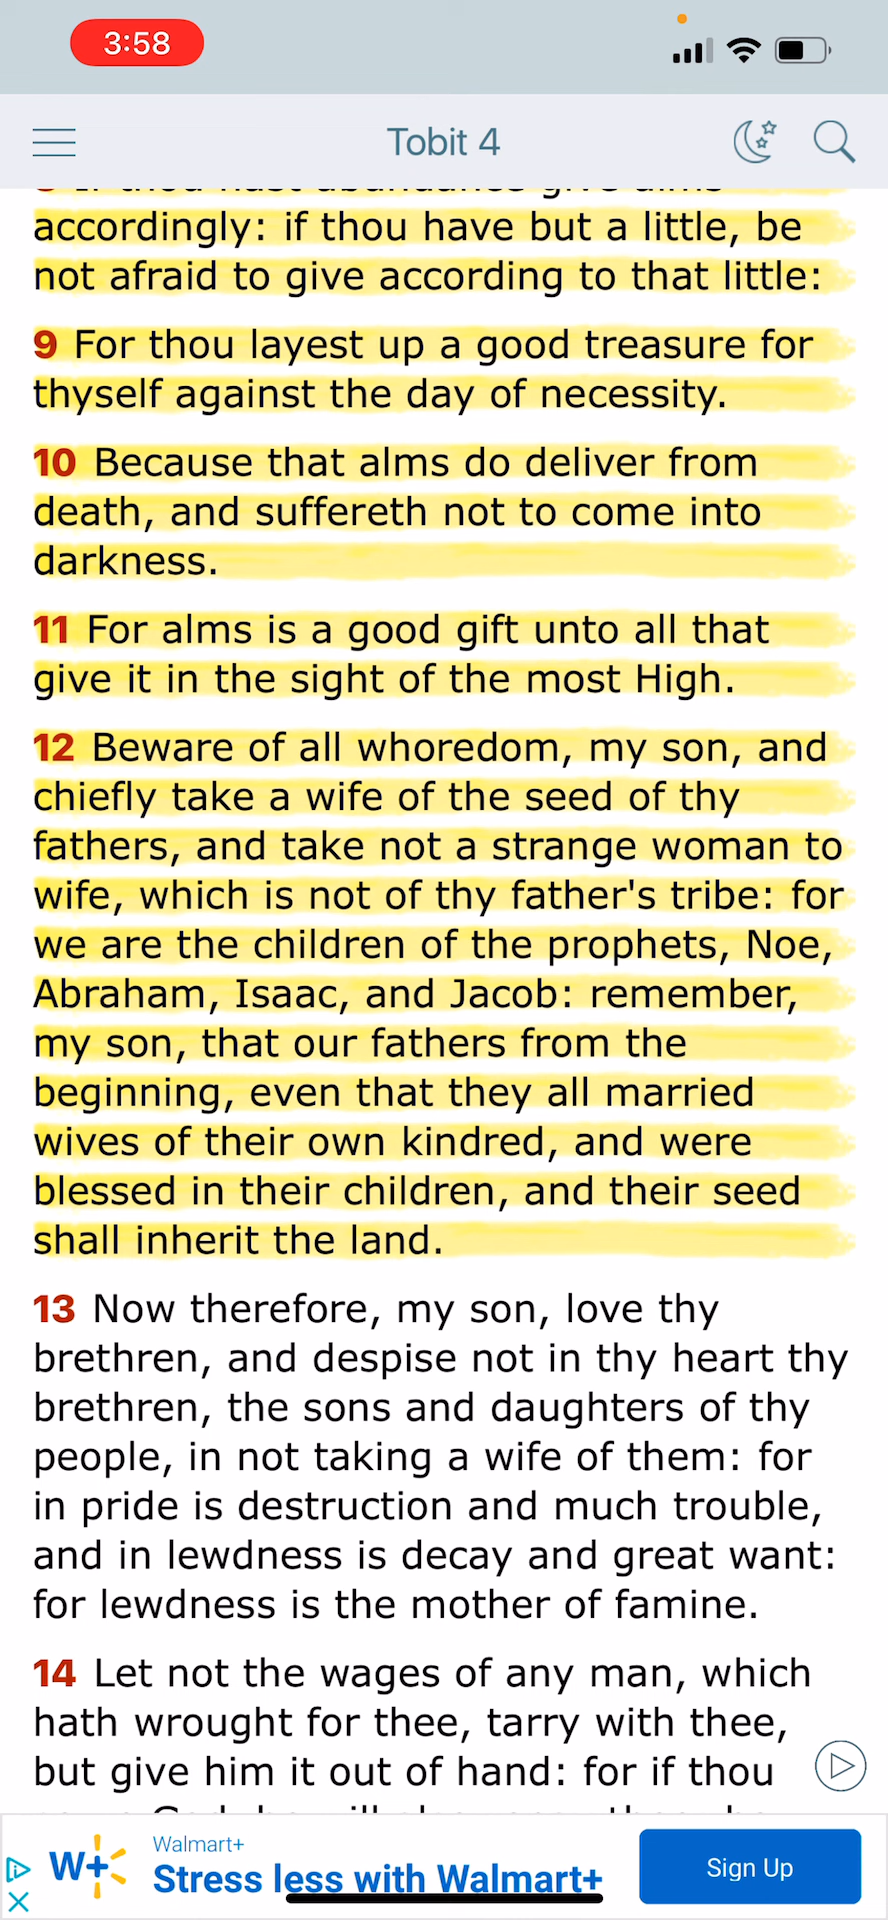 3:58
Tobit 4
8 If thou hast abundance give alms
accordingly: if thou have but a little, be
not afraid to give according to that little:
9 For thou layest up a good treasure for
thyself against the day of necessity.
10 Because that alms do deliver from
death, and suffereth not to come into
darkness.
11 For alms is a good gift unto all that
give it in the sight of the most High.
12 Beware of all whoredom, my son, and
chiefly take a wife of the seed of thy
fathers, and take not a strange woman to
wife, which is not of thy father's tribe: for
we are the children of the prophets, Noe,
Abraham, Isaac, and Jacob: remember,
my son, that our fathers from the
beginning, even that they all married
wives of their own kindred, and were
blessed in their children, and their seed
shall inherit the land.
13 Now therefore, my son, love thy
brethren, and despise not in thy heart thy
brethren, the sons and daughters of thy
people, in not taking a wife of them: for
in pride is destruction and much trouble,
and in lewdness is decay and great want:
for lewdness is the mother of famine.
14 Let not the wages of any man, which
hath wrought for thee, tarry with thee,
but give him it out of hand: for if thou
W+
Walmart+
Stress less with Walmart+
Sign Up